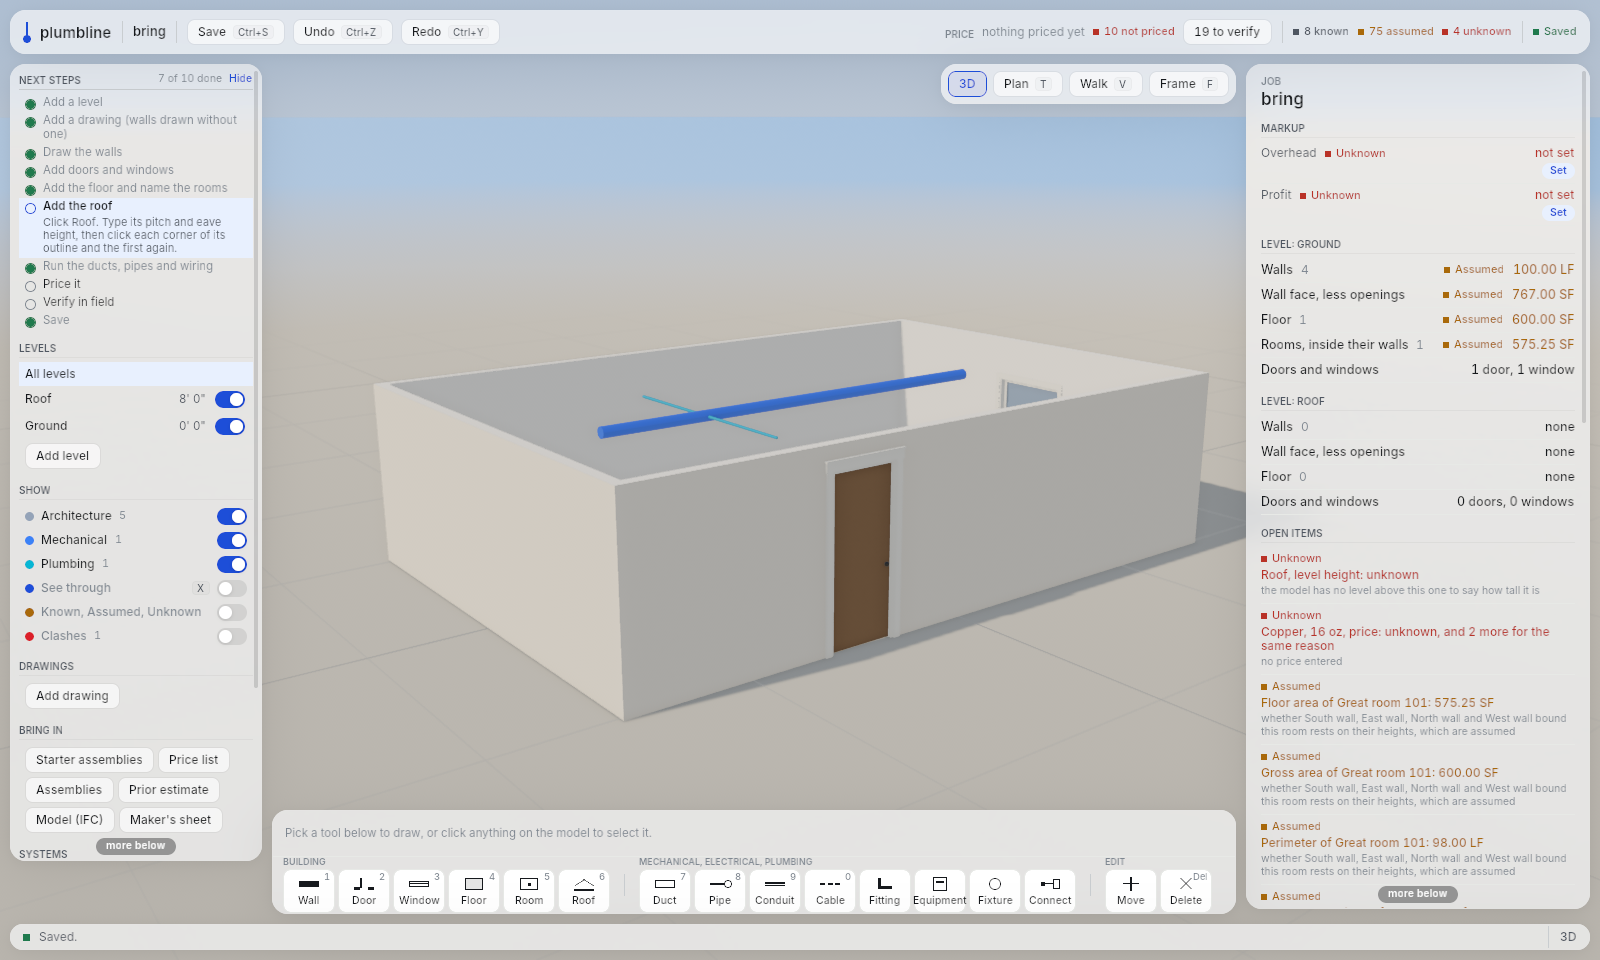 plumbline
bring
Save Ctrl+S
Undo Ctrl+Z
Redo Ctrl+Y
PRICE nothing priced yet
10 not priced
19 to verify
8 known
75 assumed
4 unknown
Saved
NEXT STEPS
7 of 10 done Hide
Add a level
Add a drawing (walls drawn without
one)
Draw the walls
Add doors and windows
Add the floor and name the rooms
Add the roof
Click Roof. Type its pitch and eave
height, then click each corner of its
outline and the first again.
Run the ducts, pipes and wiring
Price it
Verify in field
Save
LEVELS
All levels
Roof 8' 0"
Ground 0' 0"
Add level
SHOW
Architecture 5
Mechanical 1
Plumbing 1
See through X
Known, Assumed, Unknown
Clashes 1
DRAWINGS
Add drawing
BRING IN
Starter assemblies
Price list
Assemblies
Prior estimate
Model (IFC)
Maker's sheet
more below
SYSTEMS
3D
Plan T
Walk V
Frame F
Pick a tool below to draw, or click anything on the model to select it.
BUILDING
Wall 1
Door 2
Window 3
Floor 4
Room 5
Roof 6
MECHANICAL, ELECTRICAL, PLUMBING
Duct 7
Pipe 8
Conduit 9
Cable 0
Fitting
Equipment
Fixture
Connect
EDIT
Move
Delete Del
JOB
bring
MARKUP
Overhead Unknown not set
Set
Profit Unknown not set
Set
LEVEL: GROUND
Walls 4 Assumed 100.00 LF
Wall face, less openings Assumed 767.00 SF
Floor 1 Assumed 600.00 SF
Rooms, inside their walls 1 Assumed 575.25 SF
Doors and windows 1 door, 1 window
LEVEL: ROOF
Walls 0 none
Wall face, less openings none
Floor 0 none
Doors and windows 0 doors, 0 windows
OPEN ITEMS
Unknown
Roof, level height: unknown
the model has no level above this one to say how tall it is
Unknown
Copper, 16 oz, price: unknown, and 2 more for the
same reason
no price entered
Assumed
Floor area of Great room 101: 575.25 SF
whether South wall, East wall, North wall and West wall bound
this room rests on their heights, which are assumed
Assumed
Gross area of Great room 101: 600.00 SF
whether South wall, East wall, North wall and West wall bound
this room rests on their heights, which are assumed
Assumed
Perimeter of Great room 101: 98.00 LF
whether South wall, East wall, North wall and West wall bound
this room rests on their heights, which are assumed
Assumed
more below
Saved.
3D